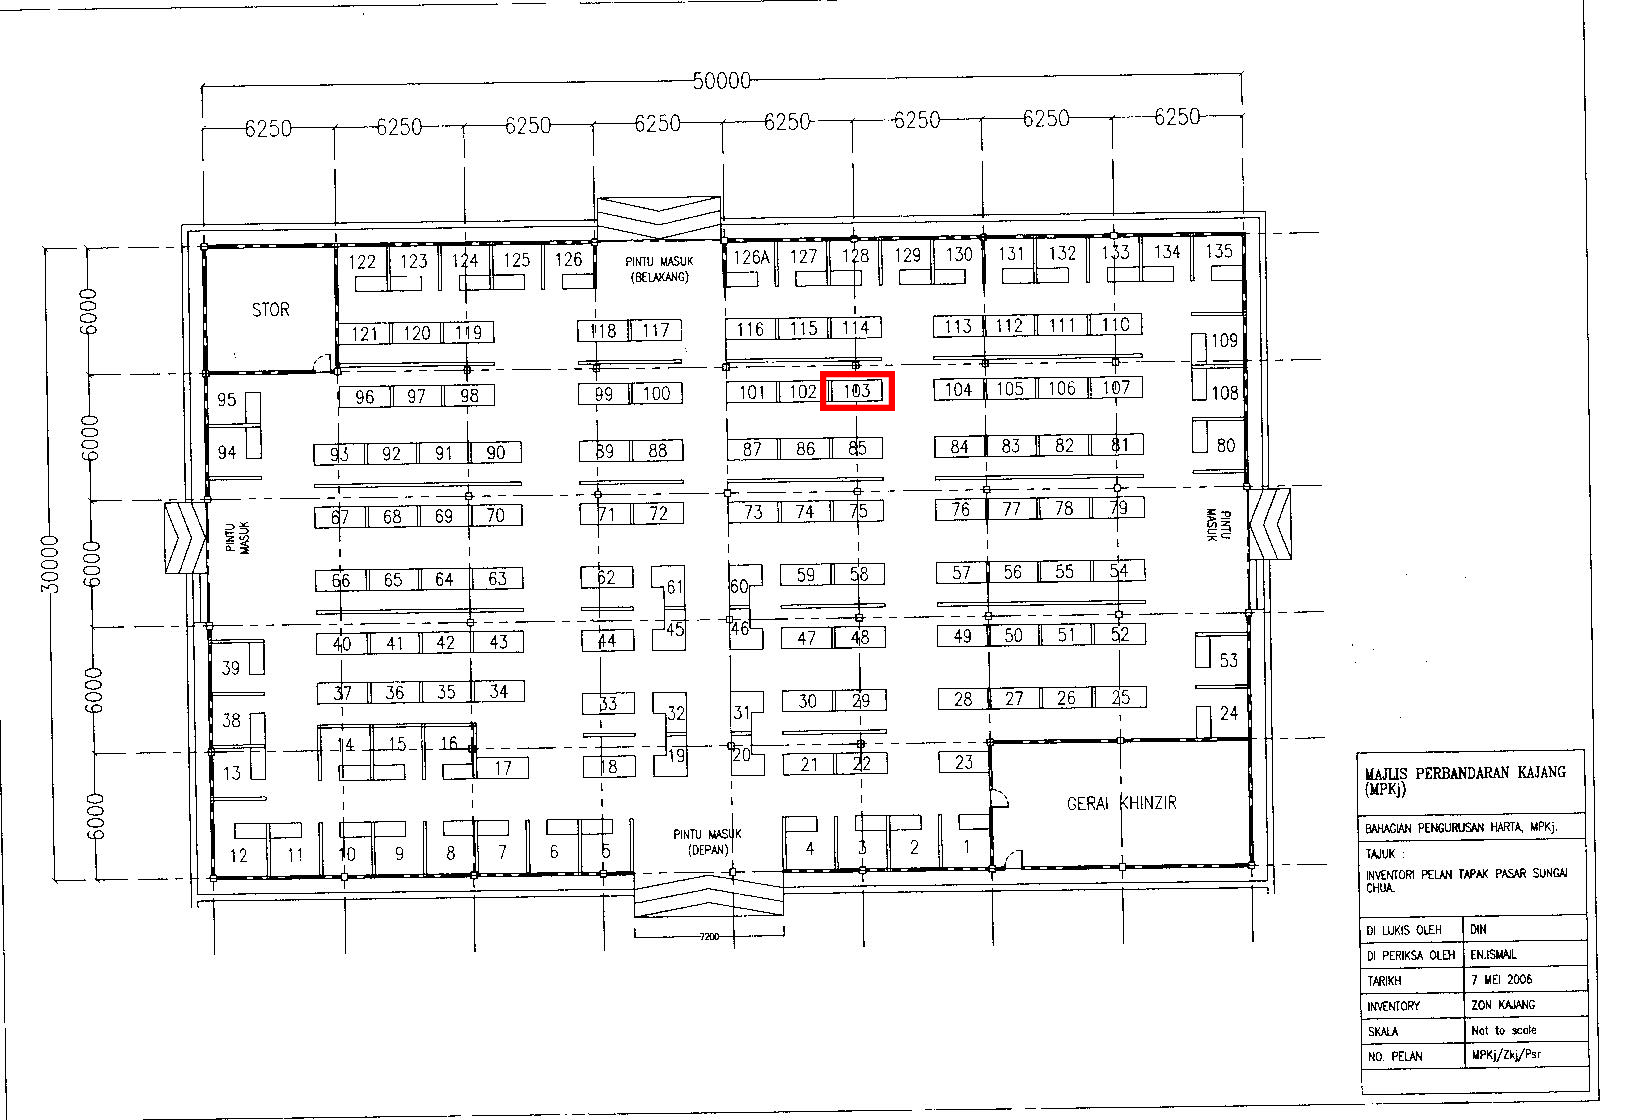 50000
6250 6250 6250 6250 6250 6250 6250 6250
122 123 124 125 126
PINTU MASUK
(BELAKANG)
126A 127 128 129 130 131 132 133 134 135
6000
STOR
121 120 119 118 117 116 115 114 113 112 111 110
109
95
96 97 98 99 100 101 102 103 104 105 106 107
108
6000
94
93 92 91 90 89 88 87 86 85 84 83 82 81
80
67 68 69 70 71 72 73 74 75 76 77 78 79
PINTU
MASUK
PINTU
MASUK
30000
6000
66 65 64 63 62 61 60 59 58 57 56 55 54
40 41 42 43 44 45 46 47 48 49 50 51 52
39
53
6000
37 36 35 34 33 32 31 30 29 28 27 26 25
38
24
14 15 16
13
17 18 19 20 21 22 23
6000
GERAI KHINZIR
PINTU MASUK
(DEPAN)
12 11 10 9 8 7 6 5 4 3 2 1
7200
MAJLIS PERBANDARAN KAJANG
(MPKj)
BAHAGIAN PENGURUSAN HARTA, MPKj.
TAJUK :
INVENTORI PELAN TAPAK PASAR SUNGAI
CHUA.
DI LUKIS OLEH DIN
DI PERIKSA OLEH EN.ISMAIL
TARIKH 7 MEI 2006
INVENTORY ZON KAJANG
SKALA Not to scale
NO. PELAN MPKj/Zkj/Psr